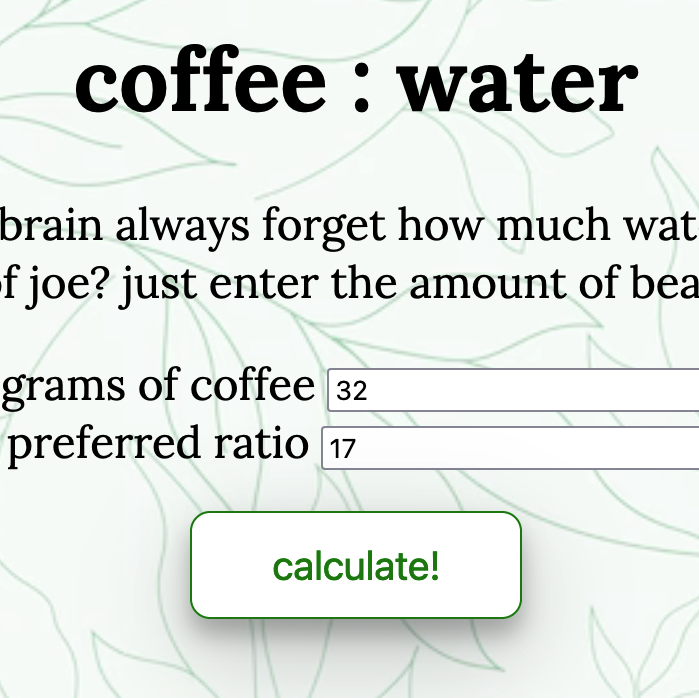 coffee : water
brain always forget how much wat
of joe? just enter the amount of bea
grams of coffee 32
preferred ratio 17
calculate!